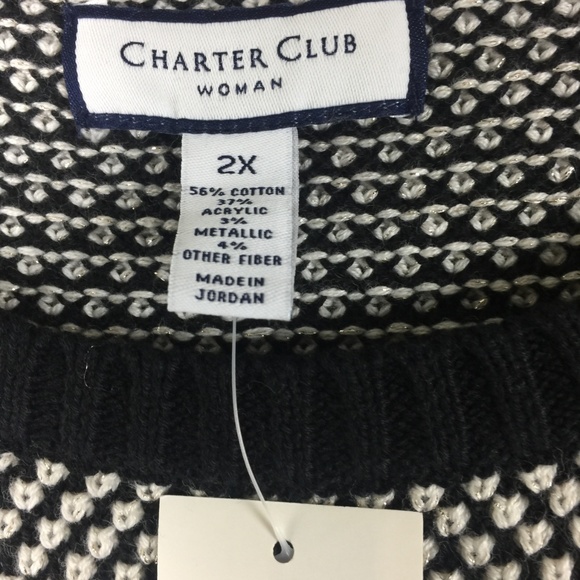 CHARTER CLUB
WOMAN
2X
56% COTTON
37%
ACRYLIC
3%
METALLIC
4%
OTHER FIBER
MADE IN
JORDAN